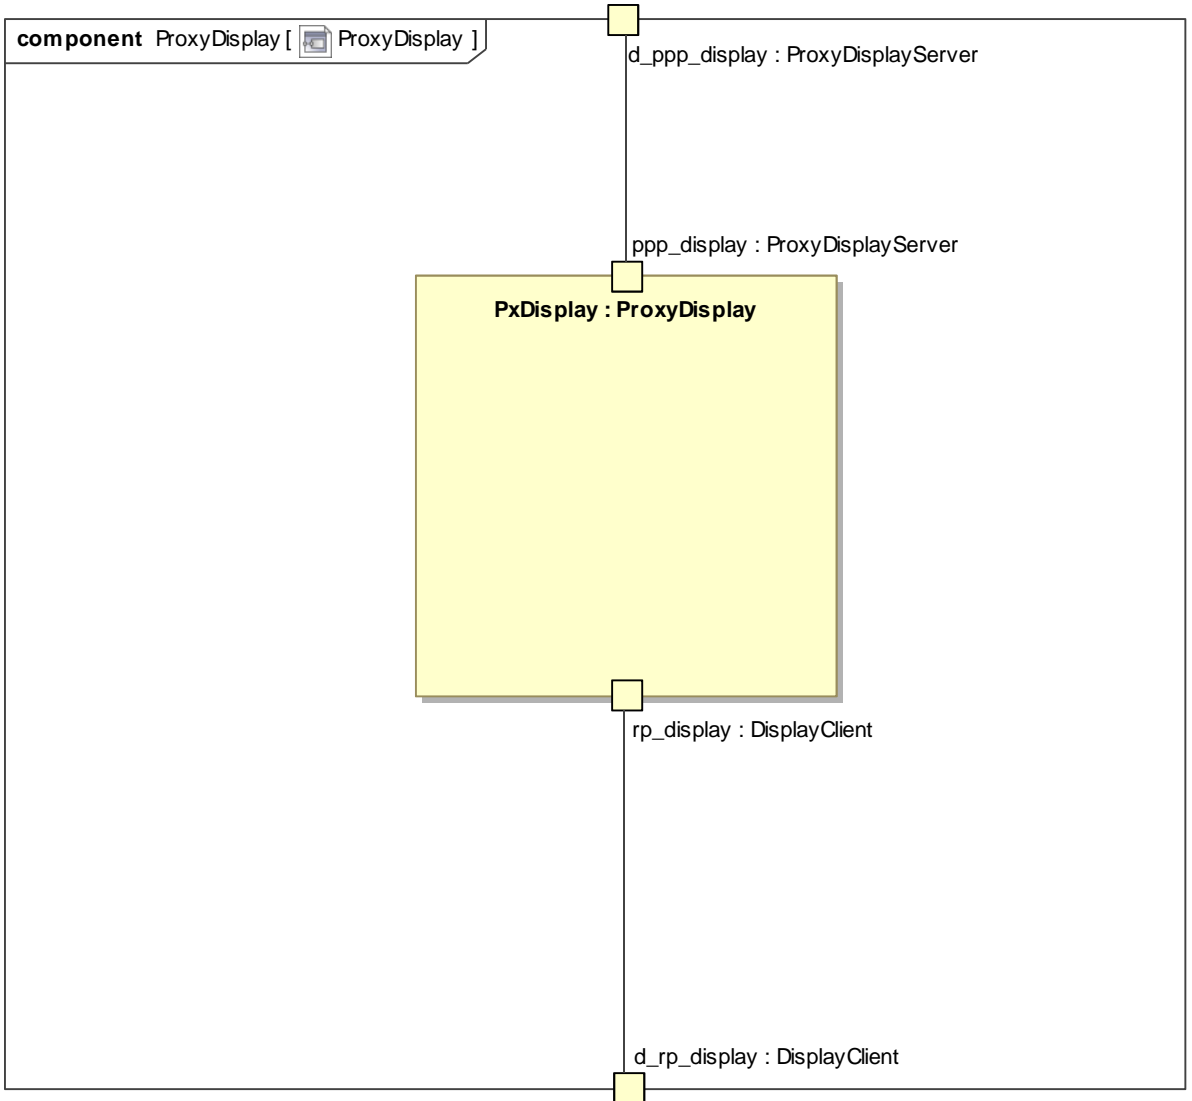 component ProxyDisplay [ ProxyDisplay ]
d_ppp_display : ProxyDisplayServer
ppp_display : ProxyDisplayServer
PxDisplay : ProxyDisplay
rp_display : DisplayClient
d_rp_display : DisplayClient